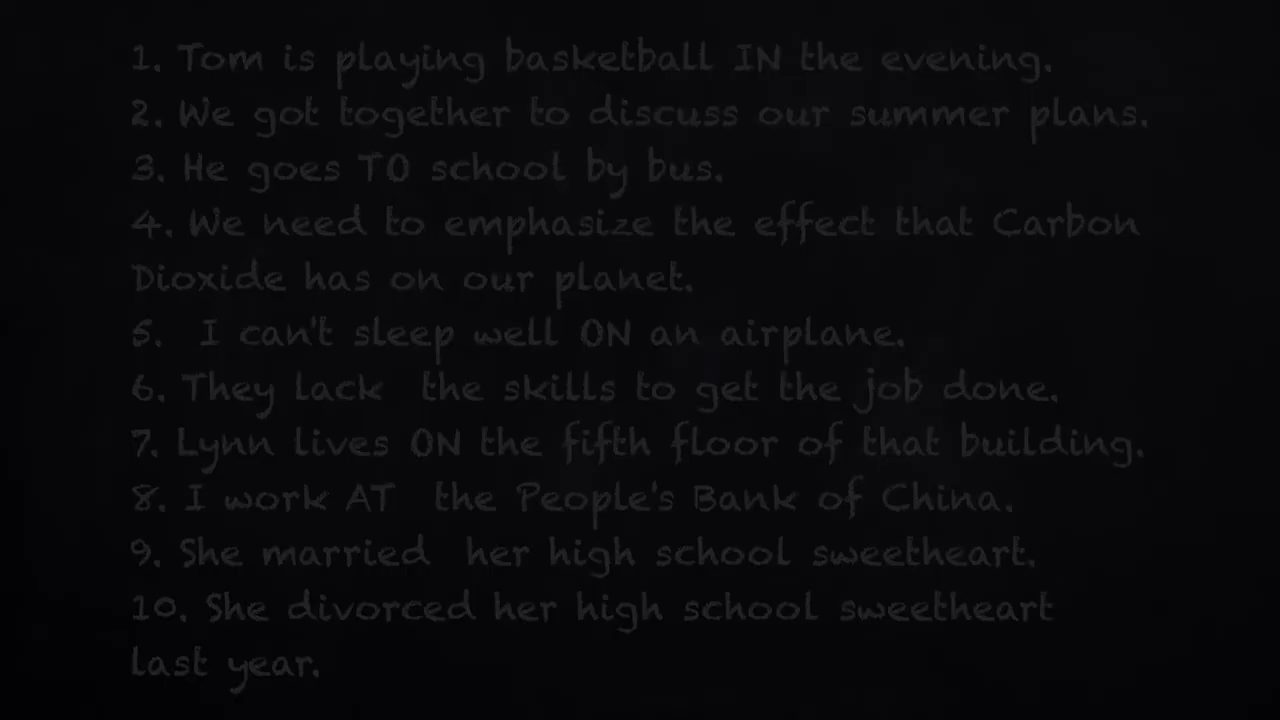 1. Tom is playing basketball IN the evening.
2. We got together to discuss our summer plans.
3. He goes TO school by bus.
4. We need to emphasize the effect that Carbon
Dioxide has on our planet.
5. I can't sleep well ON an airplane.
6. They lack the skills to get the job done.
7. Lynn lives ON the fifth floor of that building.
8. I work AT the People's Bank of China.
9. She married her high school sweetheart.
10. She divorced her high school sweetheart
last year.